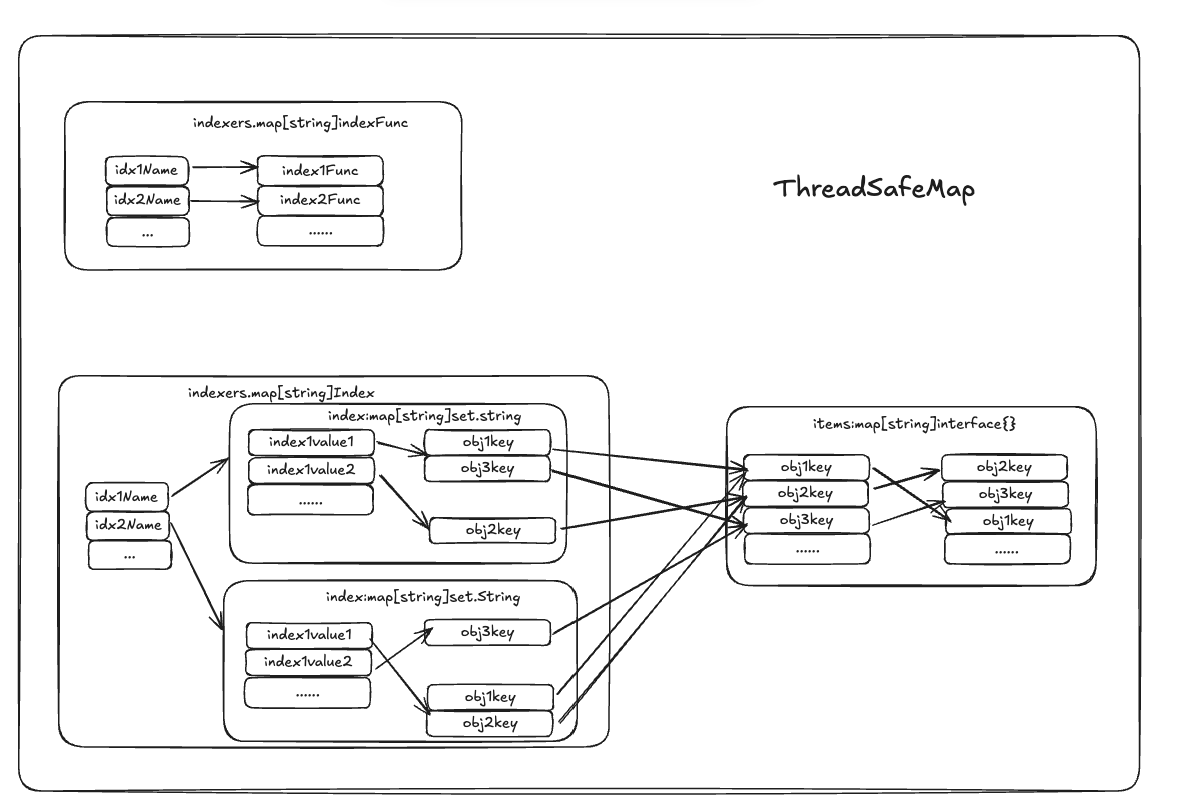 indexers.map[string]indexFunc
idx1Name
index1Func
idx2Name
index2Func
...
......
ThreadSafeMap
indexers.map[string]Index
index:map[string]set.string
index1value1
obj1key
index1value2
obj3key
......
obj2key
idx1Name
idx2Name
...
index:map[string]set.String
index1value1
obj3key
index1value2
......
obj1key
obj2key
items:map[string]interface{}
obj1key
obj2key
obj2key
obj3key
obj3key
obj1key
......
......